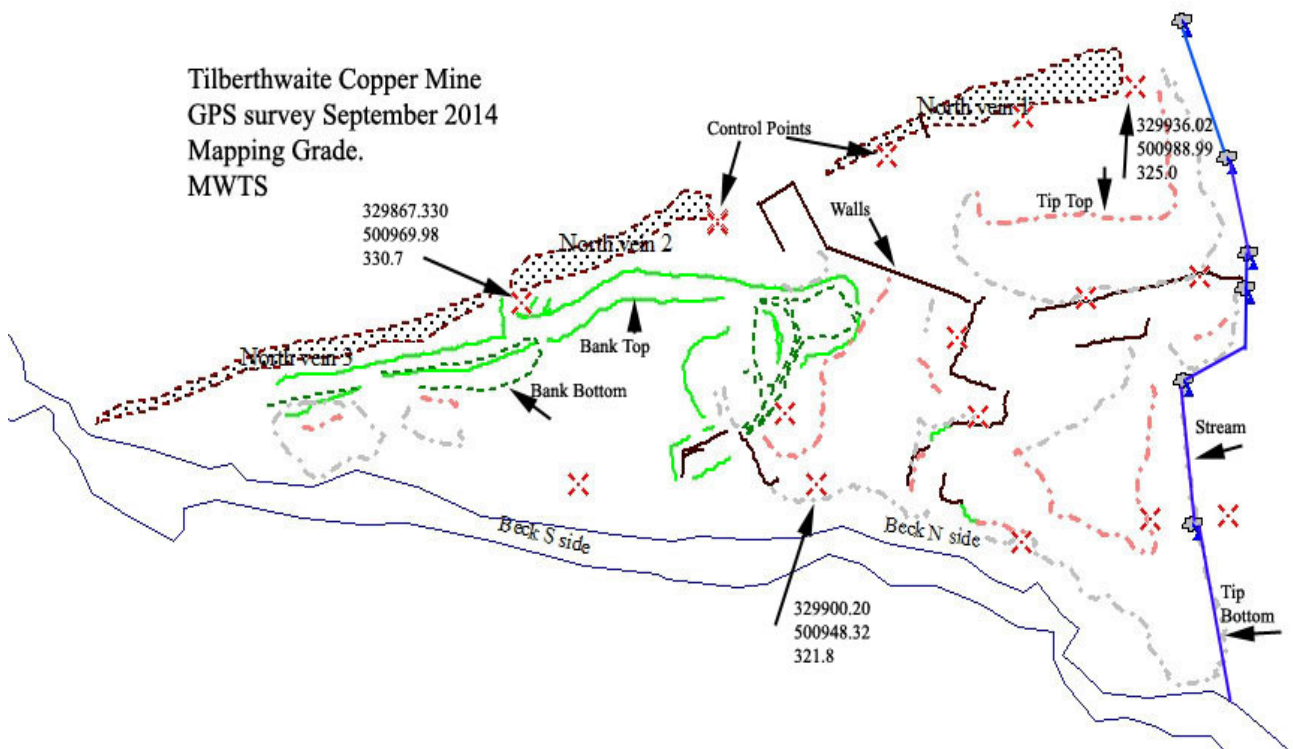 Tilberthwaite Copper Mine
GPS survey September 2014
Mapping Grade.
MWTS
North vein 1
Control Points
329936.02
500988.99
325.0
Tip Top
Walls
329867.330
500969.98
330.7
North vein 2
Bank Top
North vein 3
Bank Bottom
Stream
Beck S side
Beck N side
329900.20
500948.32
321.8
Tip
Bottom